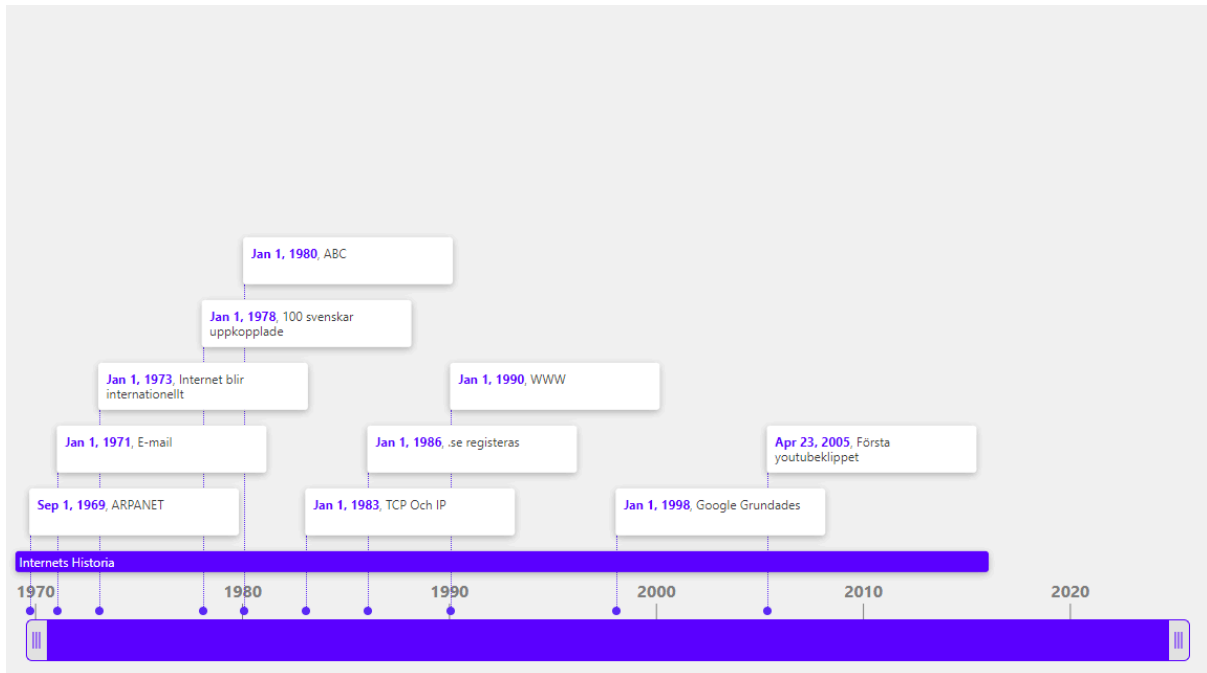 Jan 1, 1980, ABC
Jan 1, 1978, 100 svenskar
uppkopplade
Jan 1, 1973, Internet blir
internationellt
Jan 1, 1990, WWW
Jan 1, 1971, E-mail
Jan 1, 1986, .se registeras
Apr 23, 2005, Första
youtubeklippet
Sep 1, 1969, ARPANET
Jan 1, 1983, TCP Och IP
Jan 1, 1998, Google Grundades
Internets Historia
1970 1980 1990 2000 2010 2020